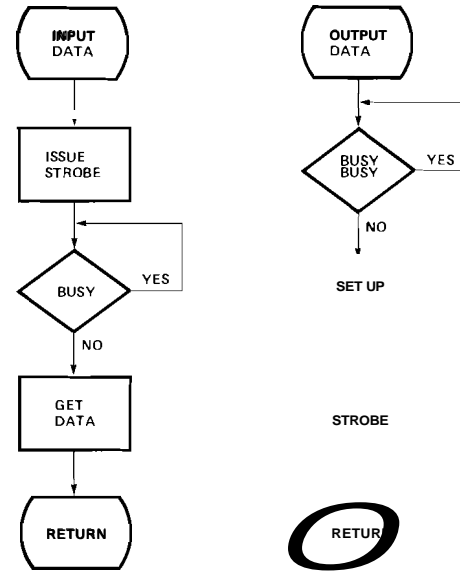 INPUT
DATA
ISSUE
STROBE
BUSY
YES
NO
GET
DATA
RETURN
OUTPUT
DATA
BUSY
BUSY
YES
NO
SET UP
STROBE
RETUR